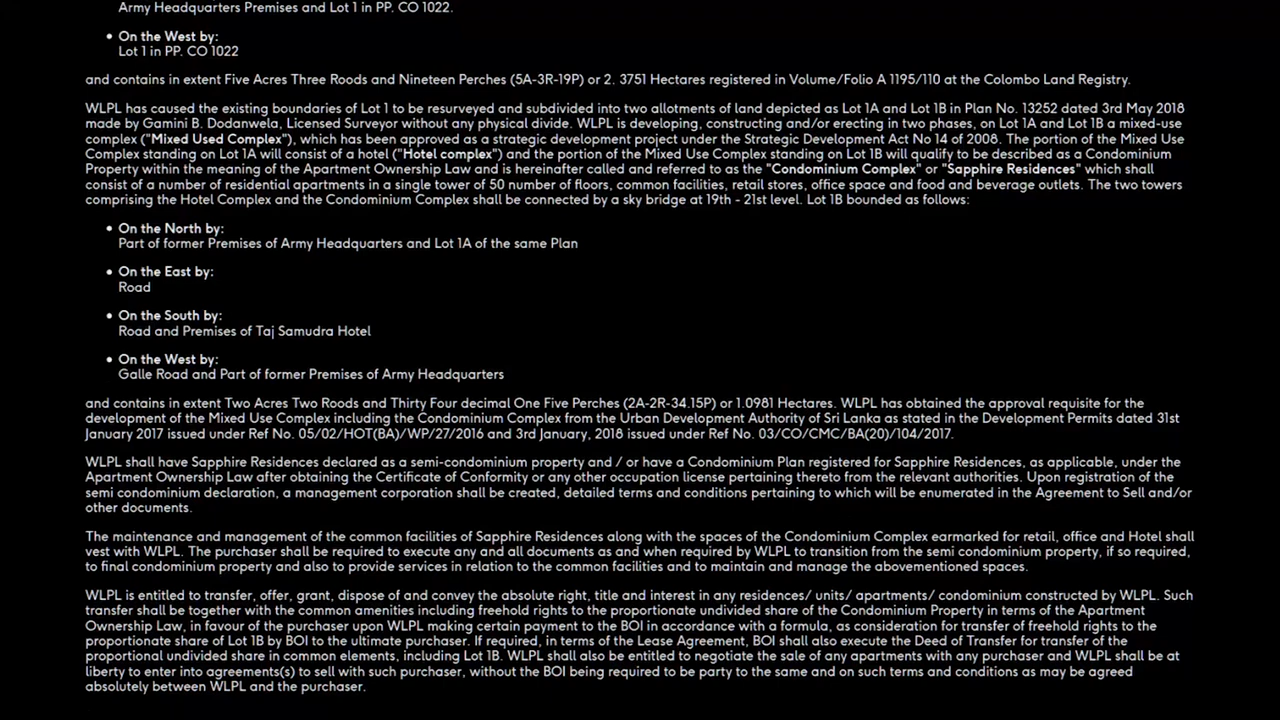 Army Headquarters Premises and Lot 1 in PP. CO 1022.
• On the West by:
Lot 1 in PP. CO 1022
and contains in extent Five Acres Three Roods and Nineteen Perches (5A-3R-19P) or 2. 3751 Hectares registered in Volume/Folio A 1195/110 at the Colombo Land Registry.
WLPL has caused the existing boundaries of Lot 1 to be resurveyed and subdivided into two allotments of land depicted as Lot 1A and Lot 1B in Plan No. 13252 dated 3rd May 2018
made by Gamini B. Dodanwela, Licensed Surveyor without any physical divide. WLPL is developing, constructing and/or erecting in two phases, on Lot 1A and Lot 1B a mixed-use
complex ("Mixed Used Complex"), which has been approved as a strategic development project under the Strategic Development Act No 14 of 2008. The portion of the Mixed Use
Complex standing on Lot 1A will consist of a hotel ("Hotel complex") and the portion of the Mixed Use Complex standing on Lot 1B will qualify to be described as a Condominium
Property within the meaning of the Apartment Ownership Law and is hereinafter called and referred to as the "Condominium Complex" or "Sapphire Residences" which shall
consist of a number of residential apartments in a single tower of 50 number of floors, common facilities, retail stores, office space and food and beverage outlets. The two towers
comprising the Hotel Complex and the Condominium Complex shall be connected by a sky bridge at 19th - 21st level. Lot 1B bounded as follows:
• On the North by:
Part of former Premises of Army Headquarters and Lot 1A of the same Plan
• On the East by:
Road
• On the South by:
Road and Premises of Taj Samudra Hotel
• On the West by:
Galle Road and Part of former Premises of Army Headquarters
and contains in extent Two Acres Two Roods and Thirty Four decimal One Five Perches (2A-2R-34.15P) or 1.0981 Hectares. WLPL has obtained the approval requisite for the
development of the Mixed Use Complex including the Condominium Complex from the Urban Development Authority of Sri Lanka as stated in the Development Permits dated 31st
January 2017 issued under Ref No. 05/02/HOT(BA)/WP/27/2016 and 3rd January, 2018 issued under Ref No. 03/CO/CMC/BA(20)/104/2017.
WLPL shall have Sapphire Residences declared as a semi-condominium property and / or have a Condominium Plan registered for Sapphire Residences, as applicable, under the
Apartment Ownership Law after obtaining the Certificate of Conformity or any other occupation license pertaining thereto from the relevant authorities. Upon registration of the
semi condominium declaration, a management corporation shall be created, detailed terms and conditions pertaining to which will be enumerated in the Agreement to Sell and/or
other documents.
The maintenance and management of the common facilities of Sapphire Residences along with the spaces of the Condominium Complex earmarked for retail, office and Hotel shall
vest with WLPL. The purchaser shall be required to execute any and all documents as and when required by WLPL to transition from the semi condominium property, if so required,
to final condominium property and also to provide services in relation to the common facilities and to maintain and manage the abovementioned spaces.
WLPL is entitled to transfer, offer, grant, dispose of and convey the absolute right, title and interest in any residences/ units/ apartments/ condominium constructed by WLPL. Such
transfer shall be together with the common amenities including freehold rights to the proportionate undivided share of the Condominium Property in terms of the Apartment
Ownership Law, in favour of the purchaser upon WLPL making certain payment to the BOI in accordance with a formula, as consideration for transfer of freehold rights to the
proportionate share of Lot 1B by BOI to the ultimate purchaser. If required, in terms of the Lease Agreement, BOI shall also execute the Deed of Transfer for transfer of the
proportional undivided share in common elements, including Lot 1B. WLPL shall also be entitled to negotiate the sale of any apartments with any purchaser and WLPL shall be at
liberty to enter into agreements(s) to sell with such purchaser, without the BOI being required to be party to the same and on such terms and conditions as may be agreed
absolutely between WLPL and the purchaser.